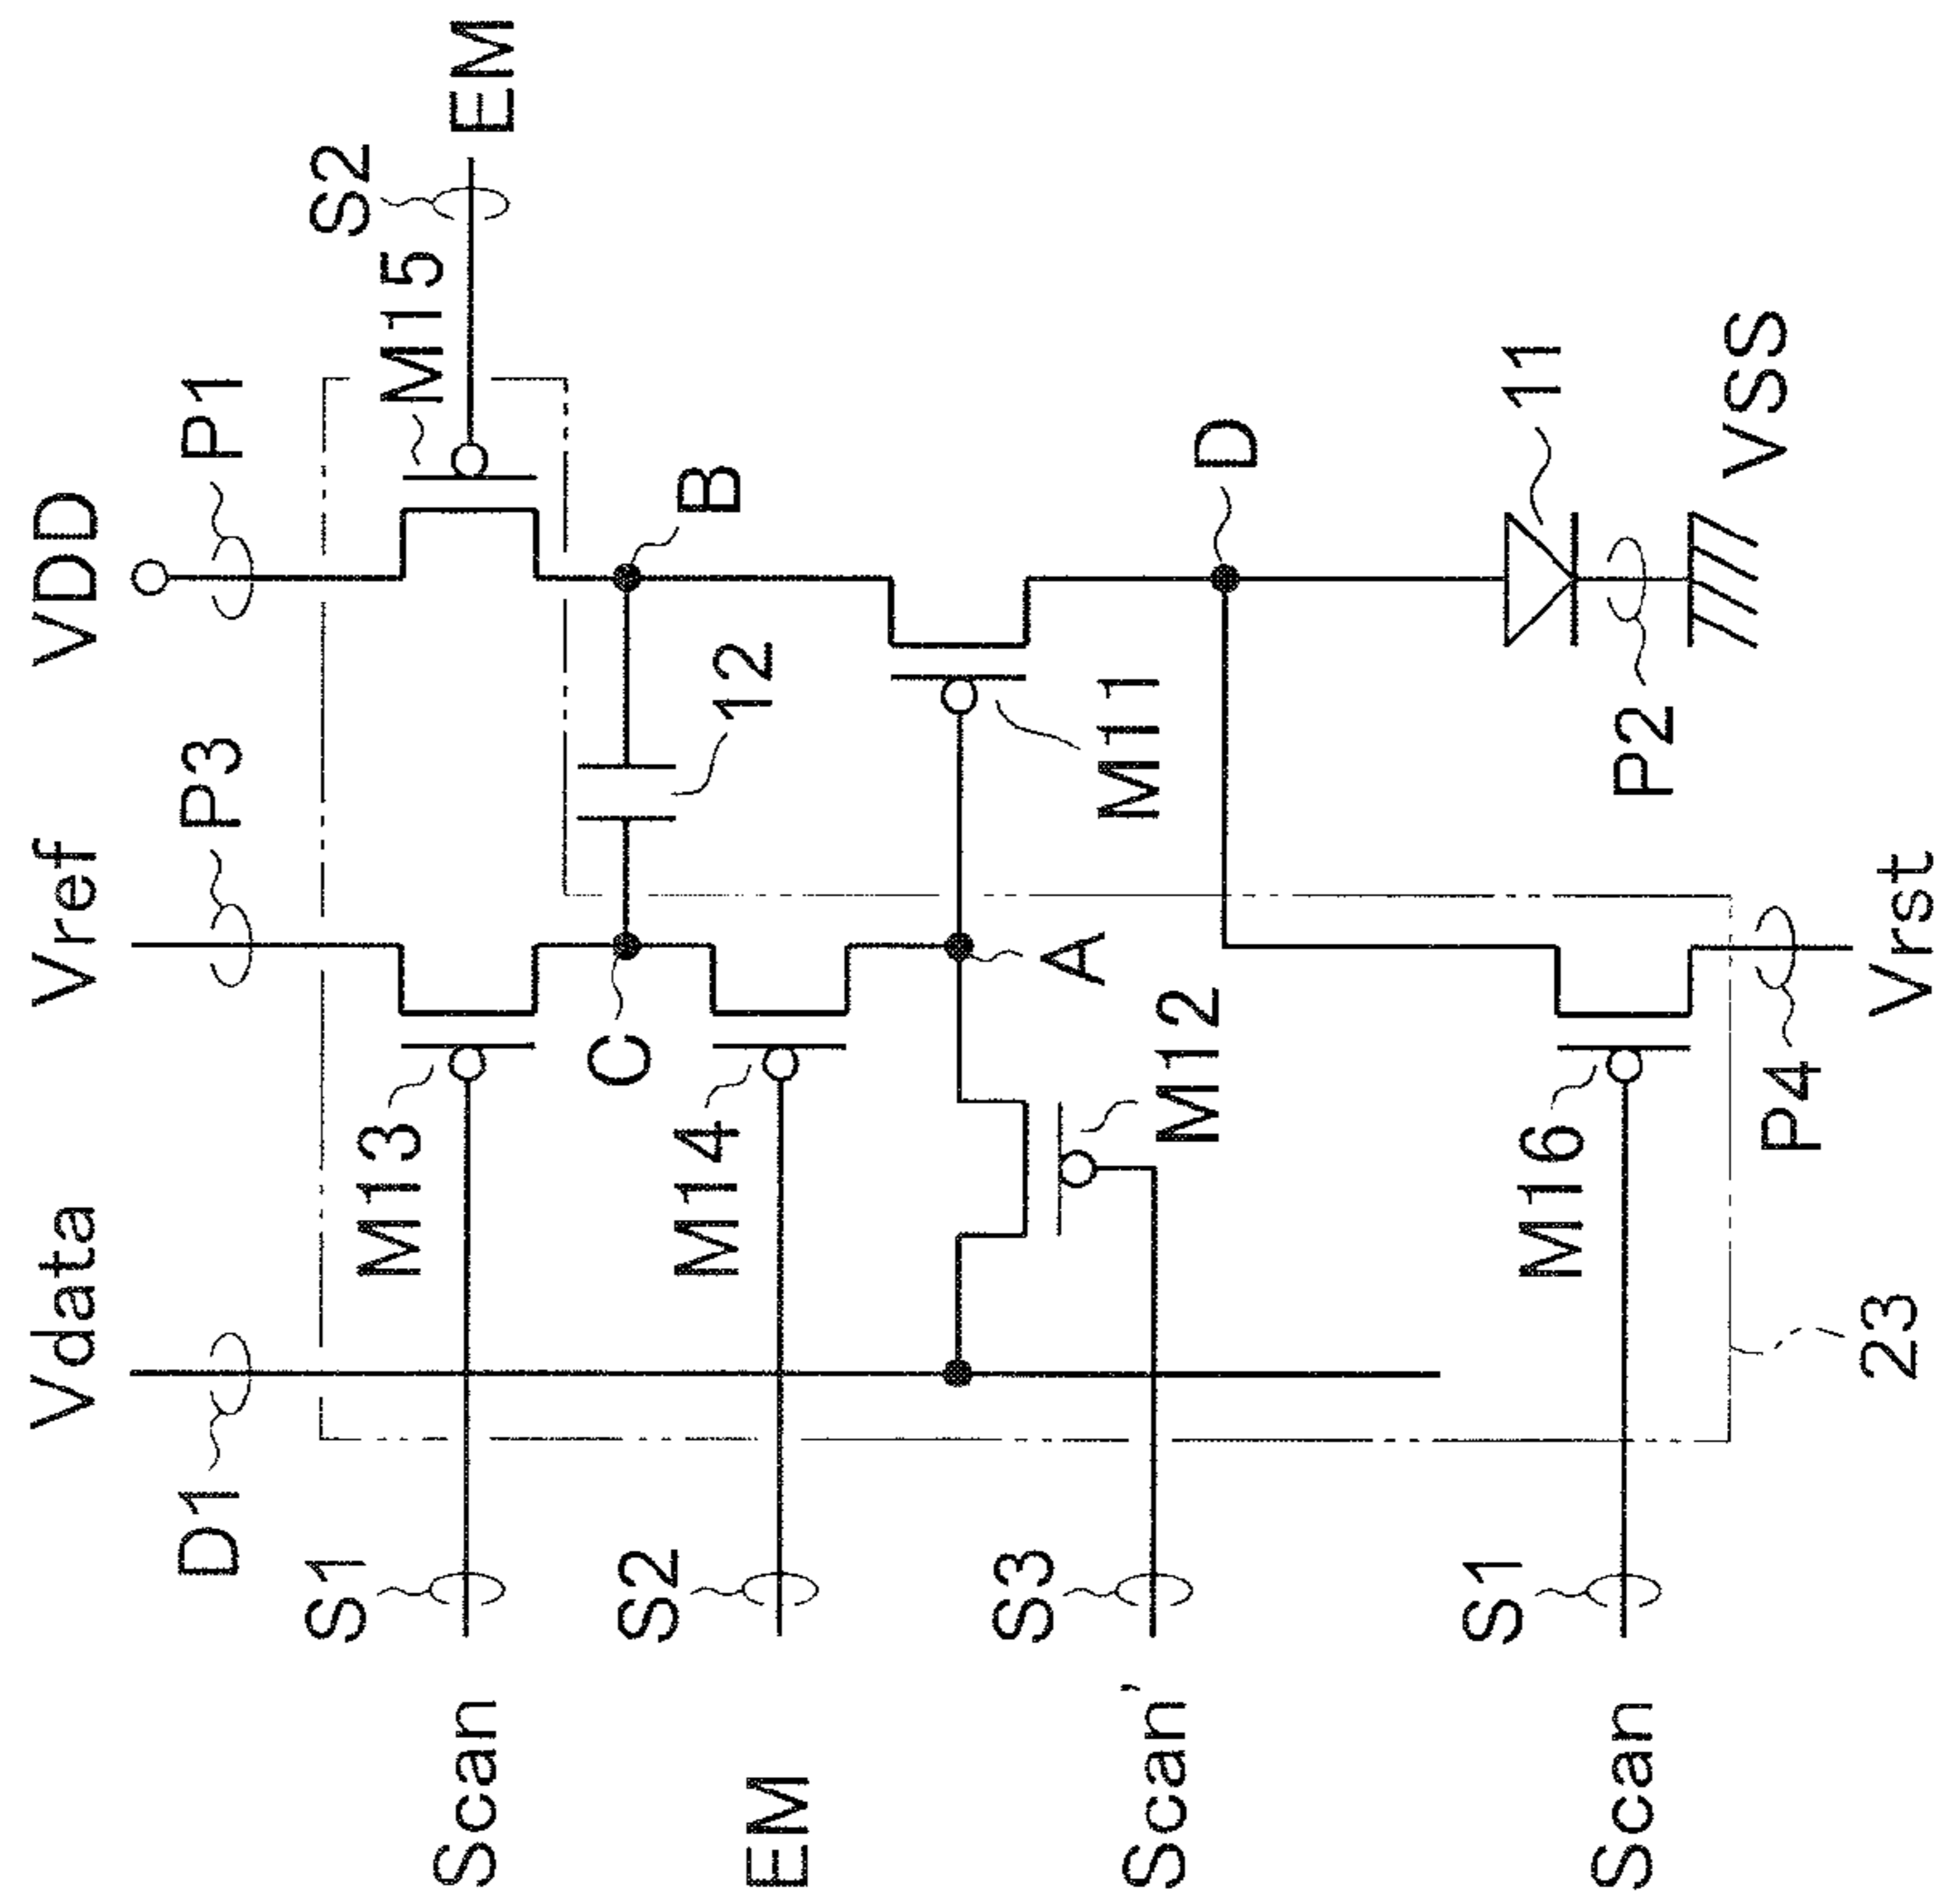 Vdata
Vref
VDD
D1
P3
P1
S2
EM
S1
Scan
M13
M15
C
12
B
S2
EM
M14
A
M11
D
S3
Scan'
M12
S1
Scan
M16
11
P2
VSS
23
P4
Vrst